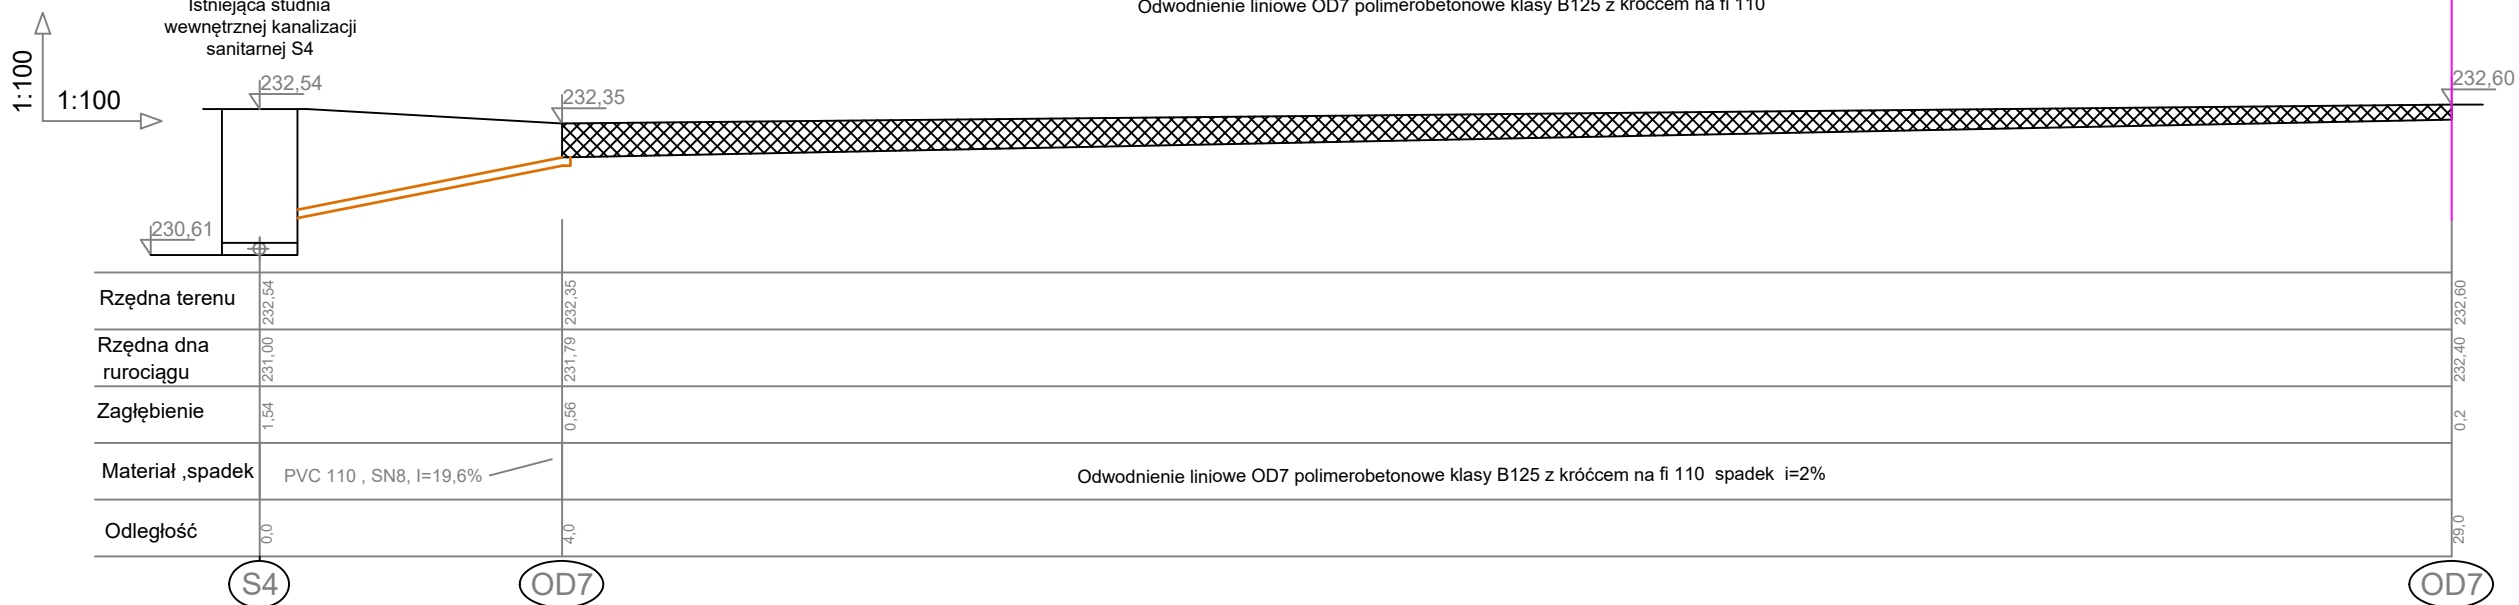 Istniejąca studnia
wewnętrznej kanalizacji
sanitarnej S4
Odwodnienie liniowe OD7 polimerobetonowe klasy B125 z króćcem na fi 110
1:100
1:100
232,54
232,35
232,60
230,61
Rzędna terenu
232,54
232,35
232,60
Rzędna dna
rurociągu
231,00
231,79
232,40
Zagłębienie
1,54
0,56
0,2
Materiał ,spadek
PVC 110 , SN8, I=19,6%
Odwodnienie liniowe OD7 polimerobetonowe klasy B125 z króćcem na fi 110 spadek i=2%
Odległość
0,0
4,0
29,0
S4
OD7
OD7